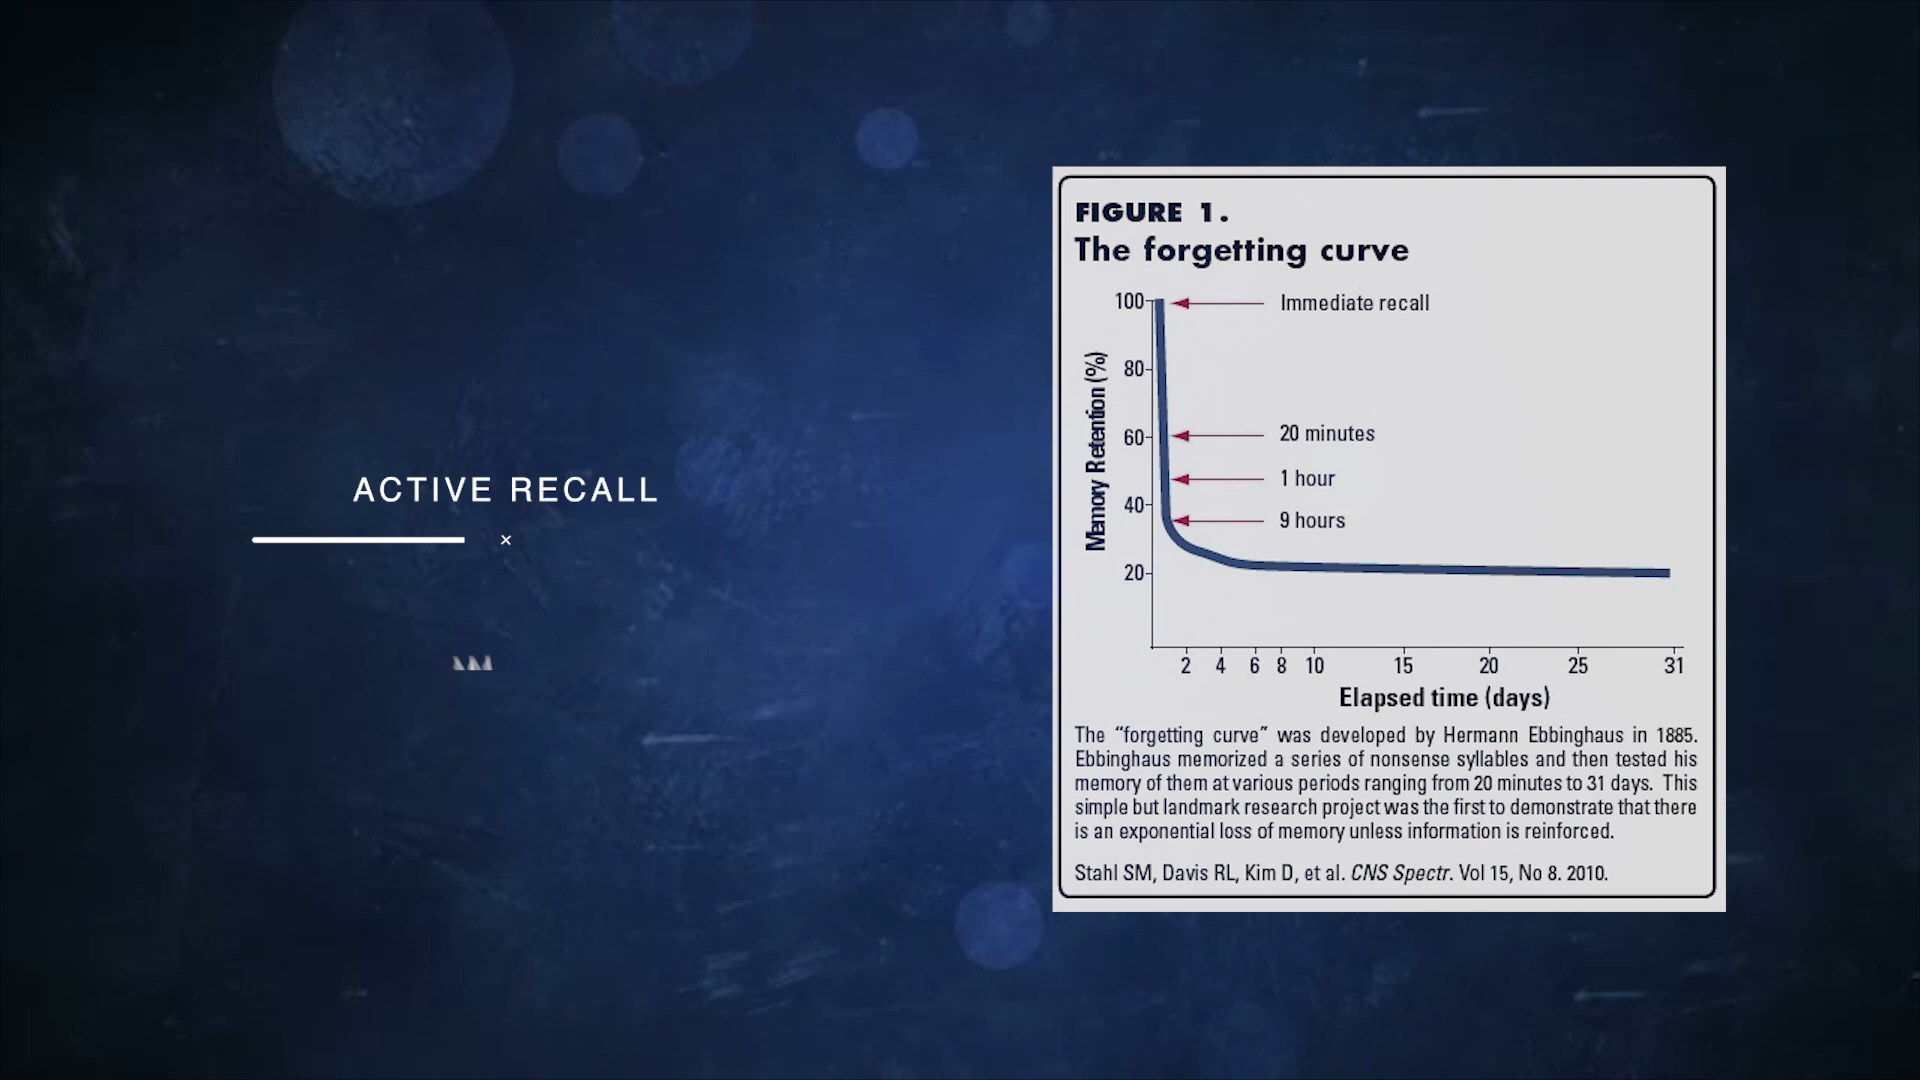 ACTIVE RECALL
×
FIGURE 1.
The forgetting curve
100
Immediate recall
80
60
20 minutes
1 hour
40
9 hours
20
Memory Retention (%)
2 4 6 8 10 15 20 25 31
Elapsed time (days)
The “forgetting curve” was developed by Hermann Ebbinghaus in 1885.
Ebbinghaus memorized a series of nonsense syllables and then tested his
memory of them at various periods ranging from 20 minutes to 31 days. This
simple but landmark research project was the first to demonstrate that there
is an exponential loss of memory unless information is reinforced.
Stahl SM, Davis RL, Kim D, et al. CNS Spectr. Vol 15, No 8. 2010.